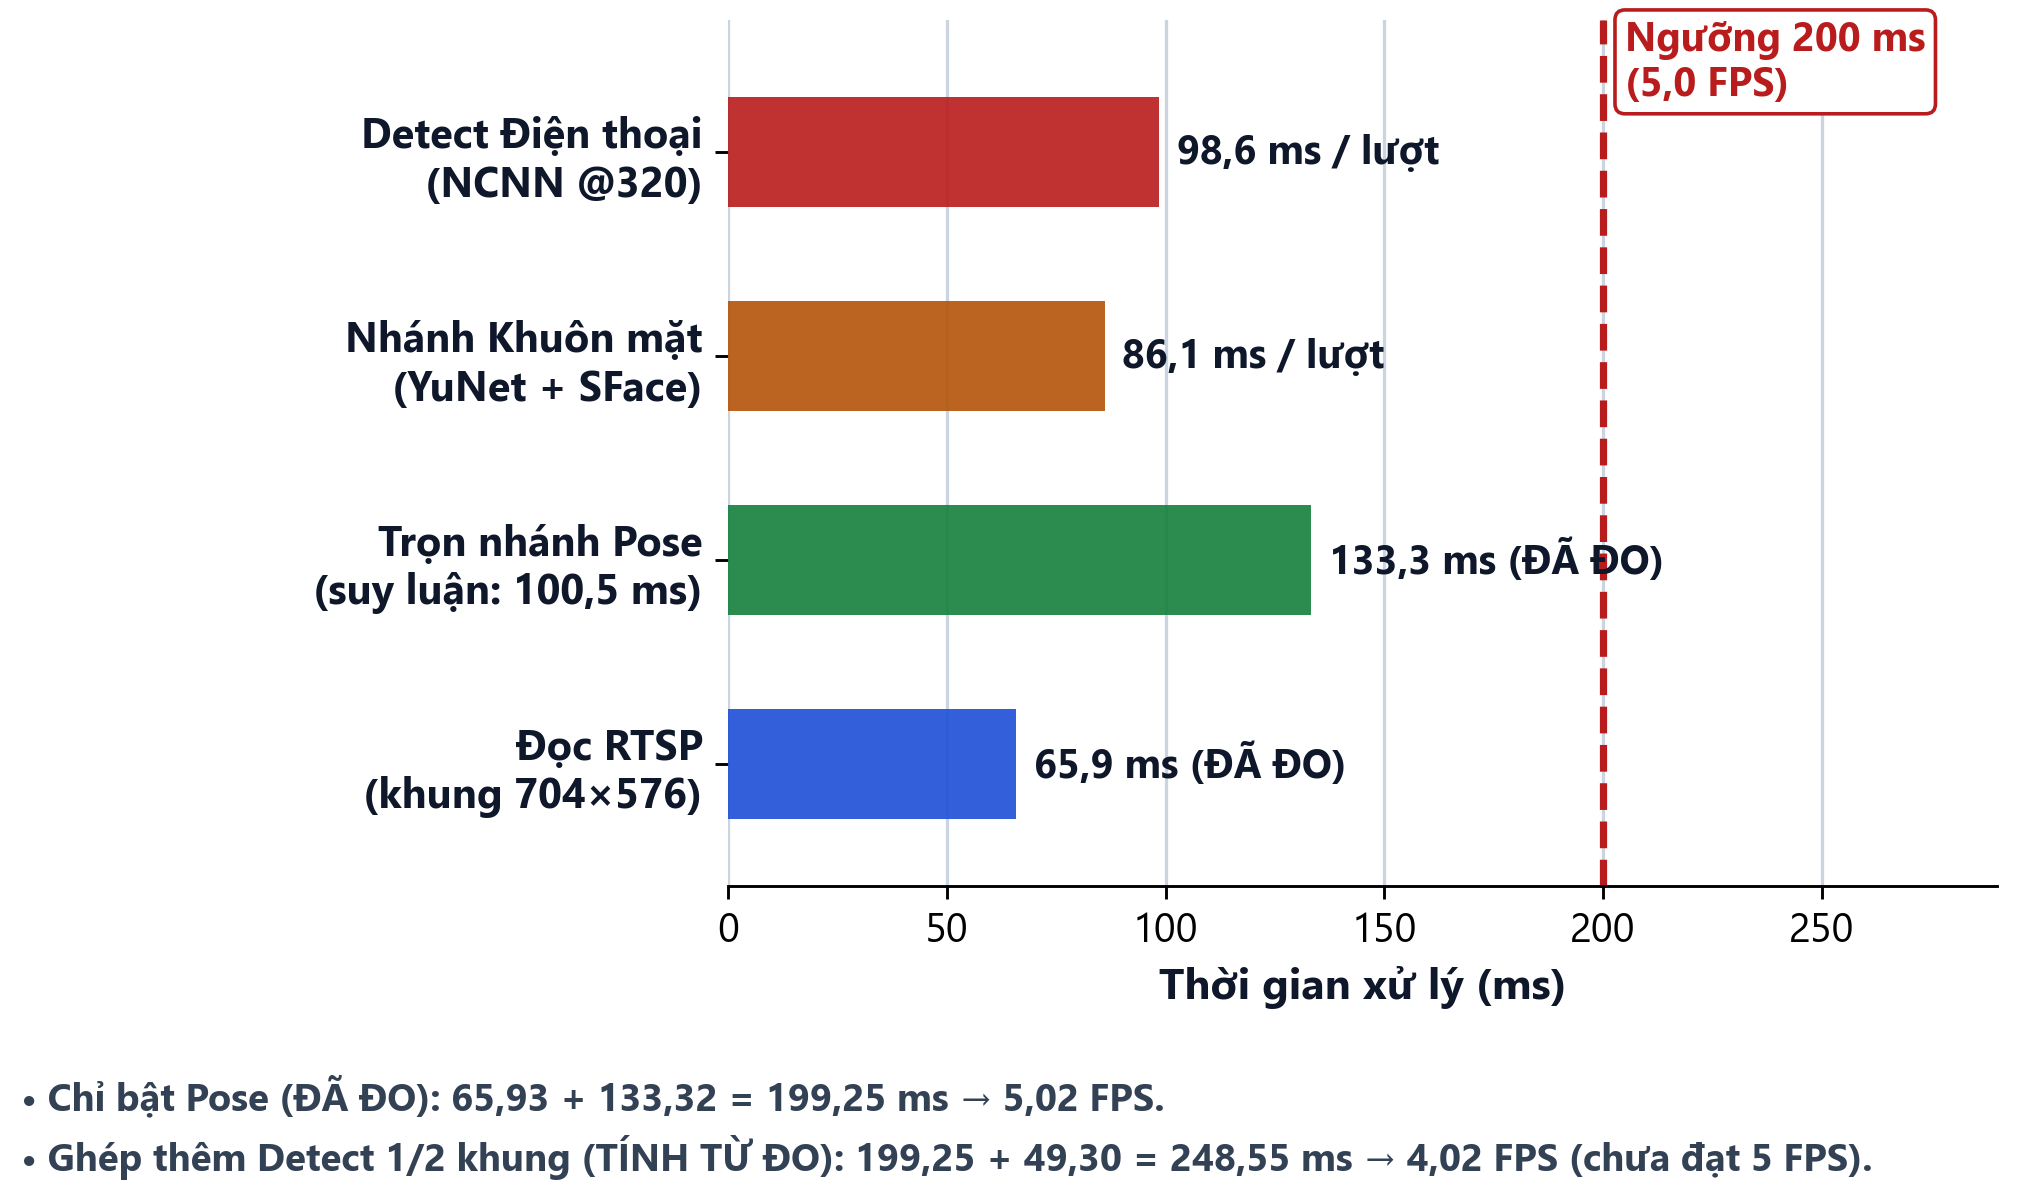 Ngưỡng 200 ms
(5,0 FPS)
Detect Điện thoại
(NCNN @320)
98,6 ms / lượt
Nhánh Khuôn mặt
(YuNet + SFace)
86,1 ms / lượt
Trọn nhánh Pose
(suy luận: 100,5 ms)
133,3 ms (ĐÃ ĐO)
Đọc RTSP
(khung 704×576)
65,9 ms (ĐÃ ĐO)
0 50 100 150 200 250
Thời gian xử lý (ms)
• Chỉ bật Pose (ĐÃ ĐO): 65,93 + 133,32 = 199,25 ms → 5,02 FPS.
• Ghép thêm Detect 1/2 khung (TÍNH TỪ ĐO): 199,25 + 49,30 = 248,55 ms → 4,02 FPS (chưa đạt 5 FPS).